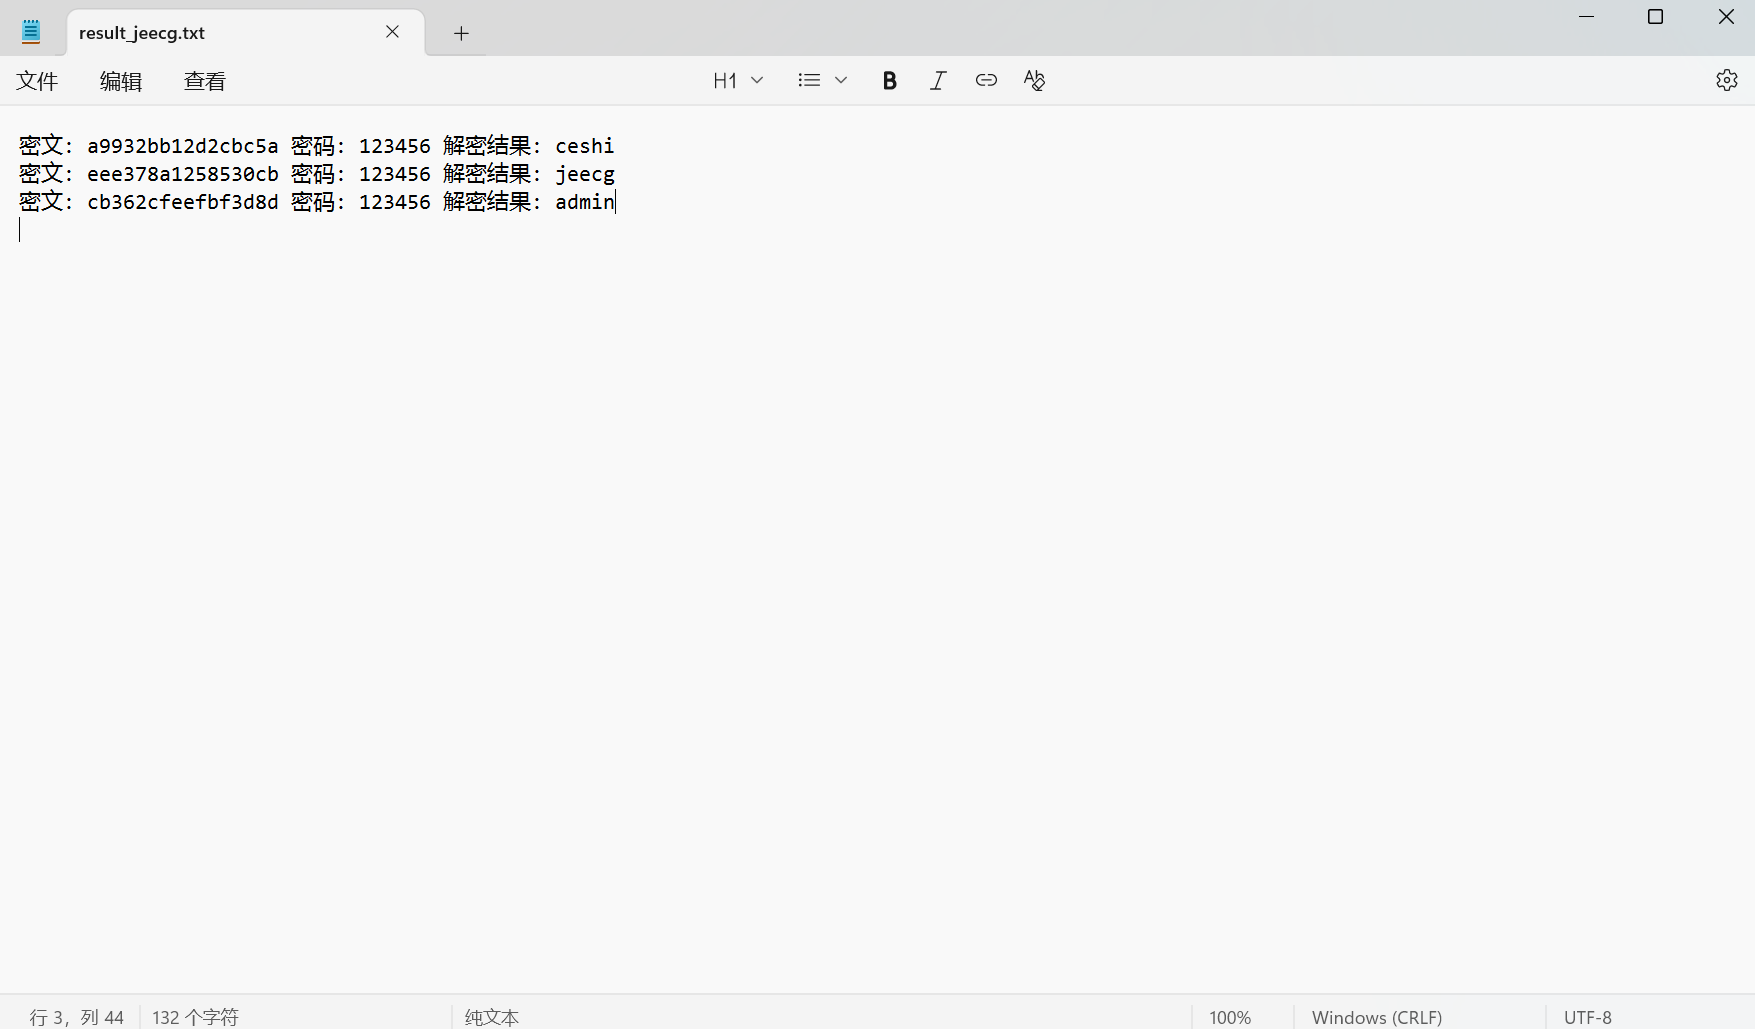 result_jeecg.txt
文件 编辑 查看 H1 B I
密文: a9932bb12d2cbc5a 密码: 123456 解密结果: ceshi
密文: eee378a1258530cb 密码: 123456 解密结果: jeecg
密文: cb362cfeefbf3d8d 密码: 123456 解密结果: admin
行 3, 列 44 132 个字符 纯文本 100% Windows (CRLF) UTF-8